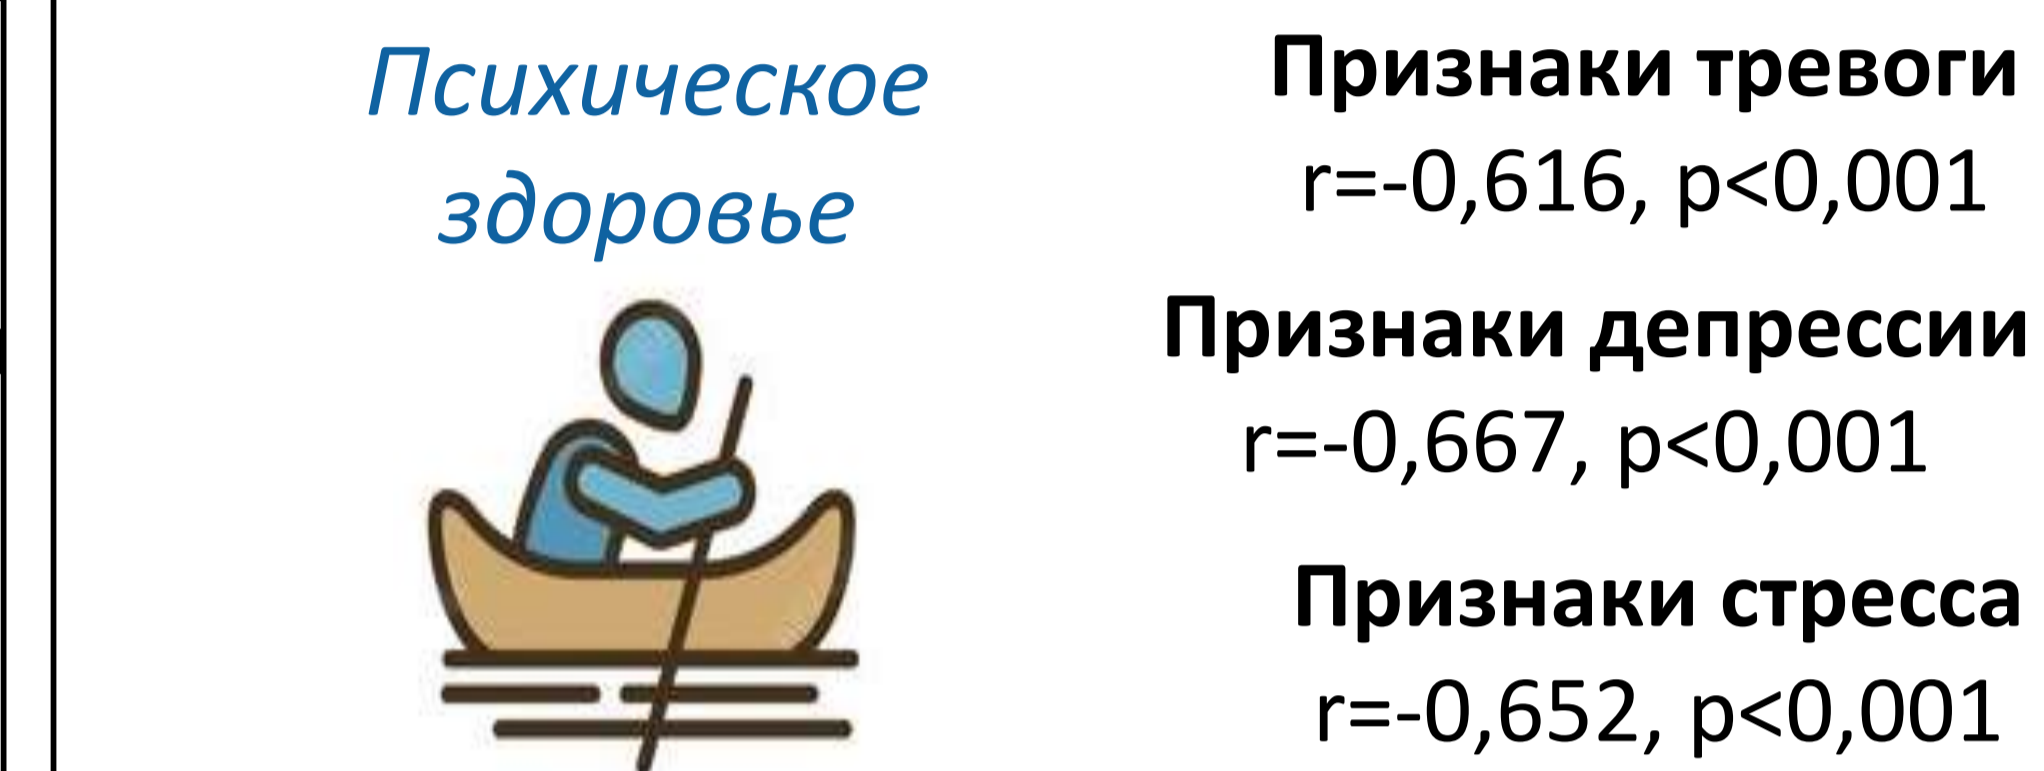 Психическое
здоровье
Признаки тревоги
r=-0,616, p<0,001
Признаки депрессии
r=-0,667, p<0,001
Признаки стресса
r=-0,652, p<0,001